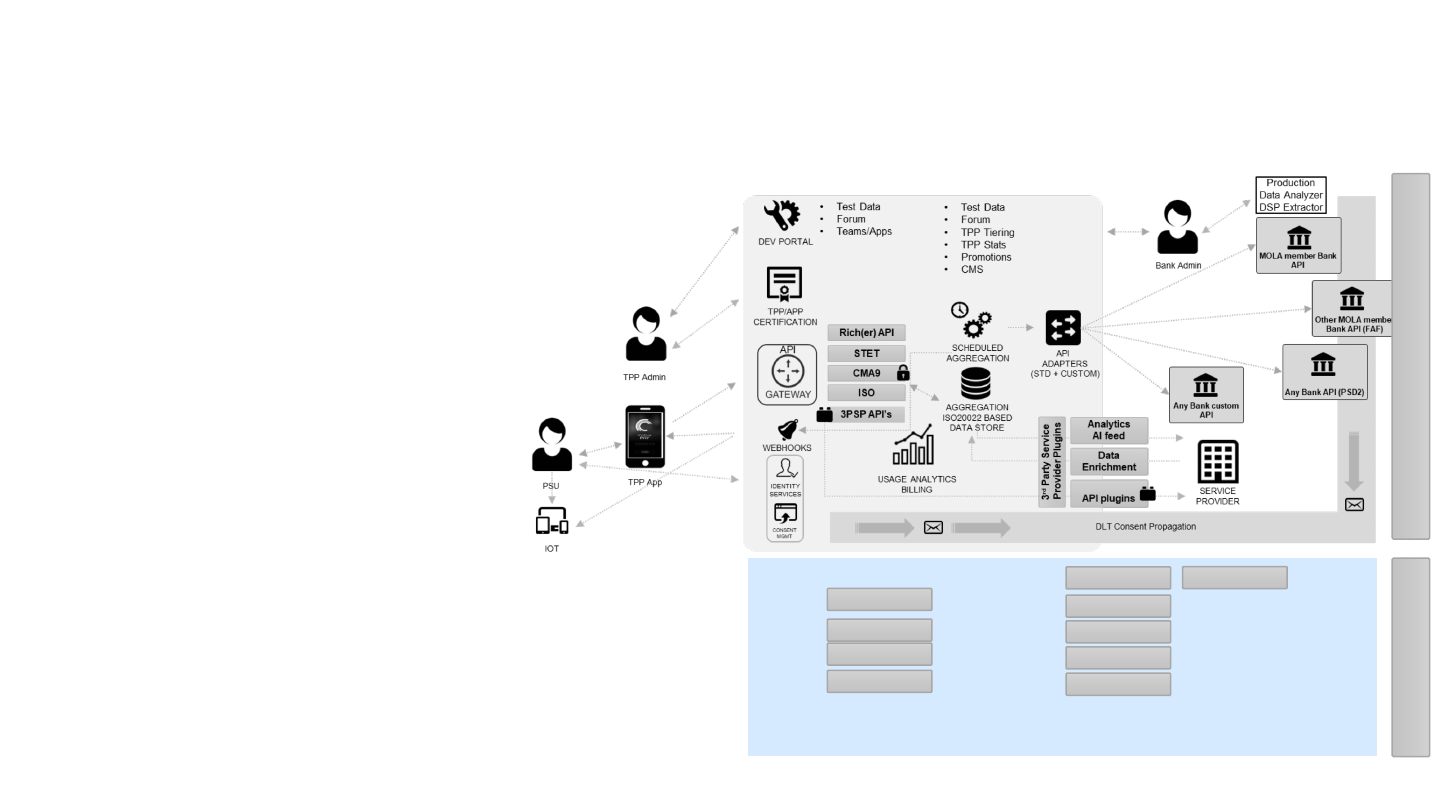 Production
Data Analyzer
DSP Extractor
• Test Data
• Forum
• Teams/Apps
• Test Data
• Forum
• TPP Tiering
• TPP Stats
• Promotions
• CMS
DEV PORTAL
Bank Admin
MOLA member Bank
API
TPP/APP
CERTIFICATION
Other MOLA membe
Bank API (FAF)
Rich(er) API
STET
CMA9
ISO
3PSP API's
SCHEDULED
AGGREGATION
API
ADAPTERS
(STD + CUSTOM)
API
GATEWAY
TPP Admin
Any Bank API (PSD2)
Any Bank custom
API
AGGREGATION
ISO20022 BASED
DATA STORE
WEBHOOKS
3rd Party Service
Provider Plugins
Analytics
AI feed
Data
Enrichment
API plugins
IDENTITY
SERVICES
CONSENT
MGMT
USAGE ANALYTICS
BILLING
SERVICE
PROVIDER
PSU
TPP App
IOT
DLT Consent Propagation